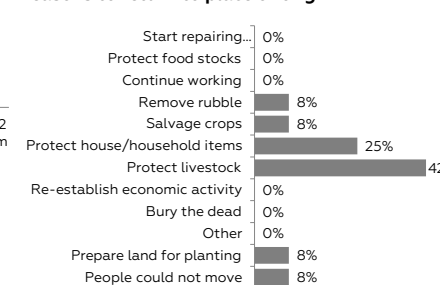 Start repairing... 0%
Protect food stocks 0%
Continue working 0%
Remove rubble 8%
Salvage crops 8%
Protect house/household items 25%
Protect livestock 42
Re-establish economic activity 0%
Bury the dead 0%
Other 0%
Prepare land for planting 8%
People could not move 8%
2
m